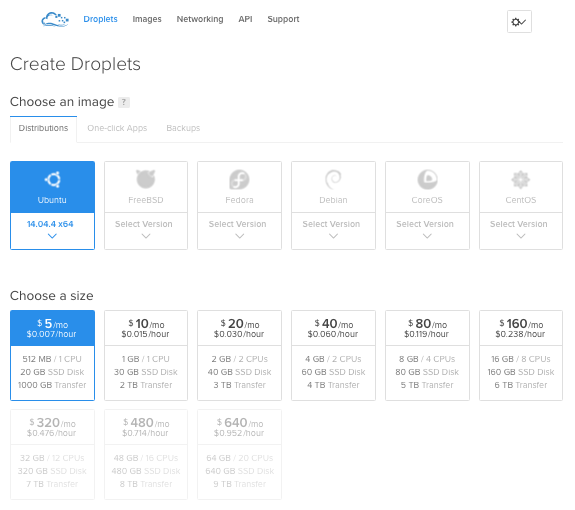 Droplets Images Networking API Support
Create Droplets
Choose an image ?
Distributions One-click Apps Backups
Ubuntu FreeBSD Fedora Debian CoreOS CentOS
14.04.4 x64 Select Version Select Version Select Version Select Version Select Version
Choose a size
$ 5/mo $ 10/mo $ 20/mo $ 40/mo $ 80/mo $ 160/mo
$0.007/hour $0.015/hour $0.030/hour $0.060/hour $0.119/hour $0.238/hour
512 MB / 1 CPU 1 GB / 1 CPU 2 GB / 2 CPUs 4 GB / 2 CPUs 8 GB / 4 CPUs 16 GB / 8 CPUs
20 GB SSD Disk 30 GB SSD Disk 40 GB SSD Disk 60 GB SSD Disk 80 GB SSD Disk 160 GB SSD Disk
1000 GB Transfer 2 TB Transfer 3 TB Transfer 4 TB Transfer 5 TB Transfer 6 TB Transfer
$ 320/mo $ 480/mo $ 640/mo
$0.476/hour $0.714/hour $0.952/hour
32 GB / 12 CPUs 48 GB / 16 CPUs 64 GB / 20 CPUs
320 GB SSD Disk 480 GB SSD Disk 640 GB SSD Disk
7 TB Transfer 8 TB Transfer 9 TB Transfer